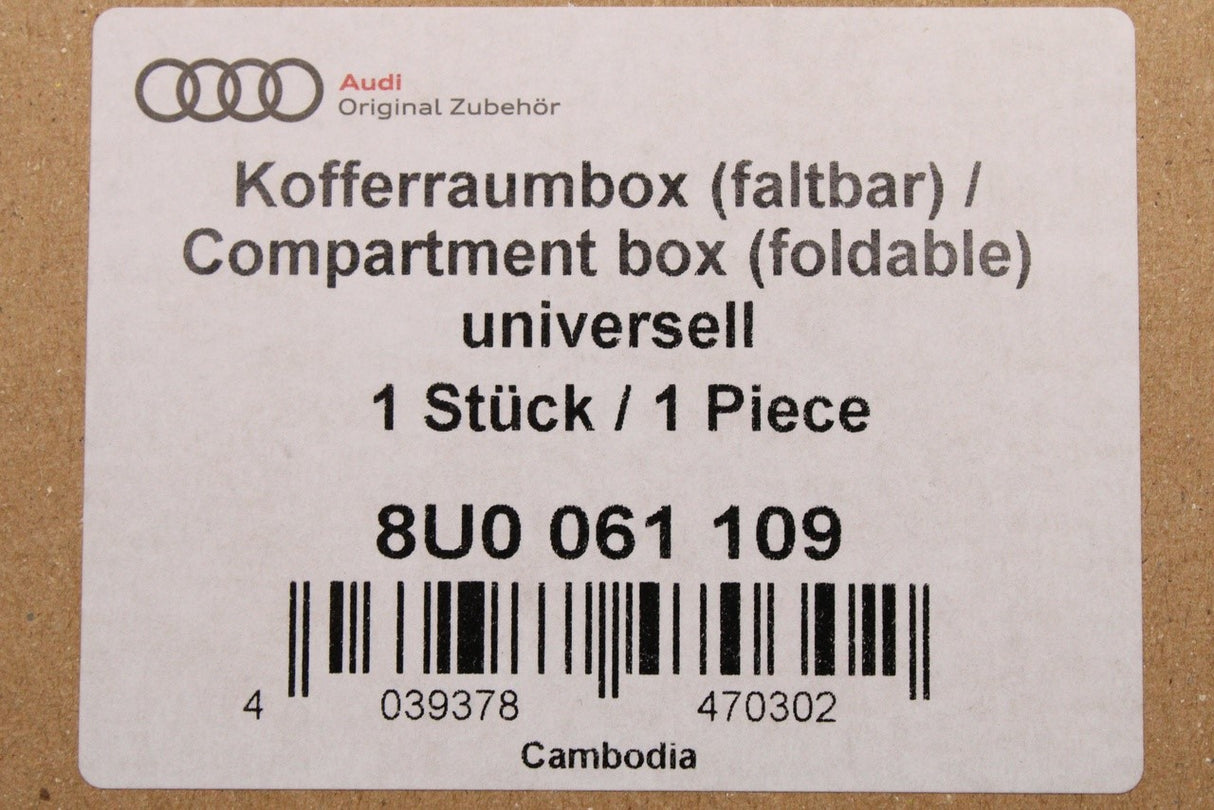 Audi
Original Zubehör
Kofferraumbox (faltbar) /
Compartment box (foldable)
universell
1 Stück / 1 Piece
8U0 061 109
4 039378 470302
Cambodia